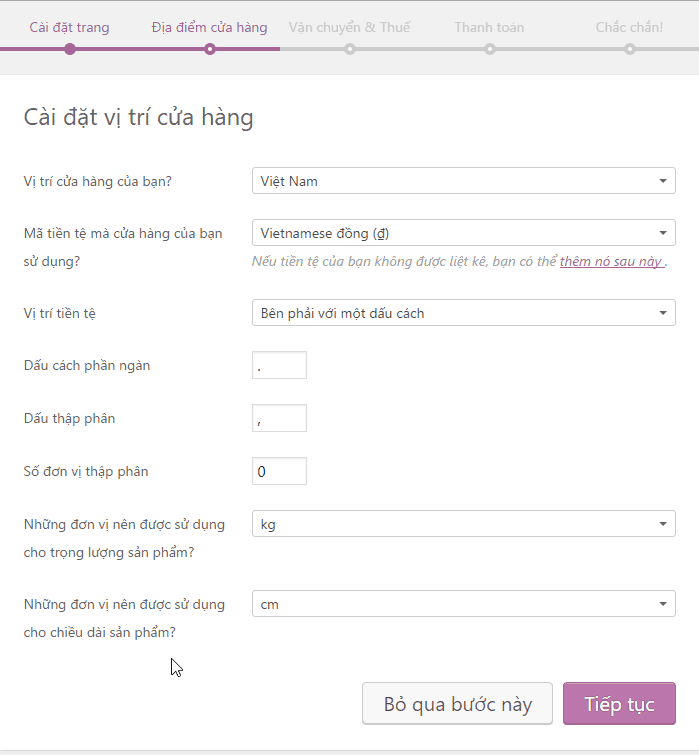 Cài đặt trang
Địa điểm cửa hàng
Vận chuyển & Thuế
Thanh toán
Chắc chắn!
Cài đặt vị trí cửa hàng
Vị trí cửa hàng của bạn?
Việt Nam
Mã tiền tệ mà cửa hàng của bạn
sử dụng?
Vietnamese đồng (₫)
Nếu tiền tệ của bạn không được liệt kê, bạn có thể thêm nó sau này .
Vị trí tiền tệ
Bên phải với một dấu cách
Dấu cách phần ngàn
.
Dấu thập phân
,
Số đơn vị thập phân
0
Những đơn vị nên được sử dụng
cho trọng lượng sản phẩm?
kg
Những đơn vị nên được sử dụng
cho chiều dài sản phẩm?
cm
Bỏ qua bước này
Tiếp tục